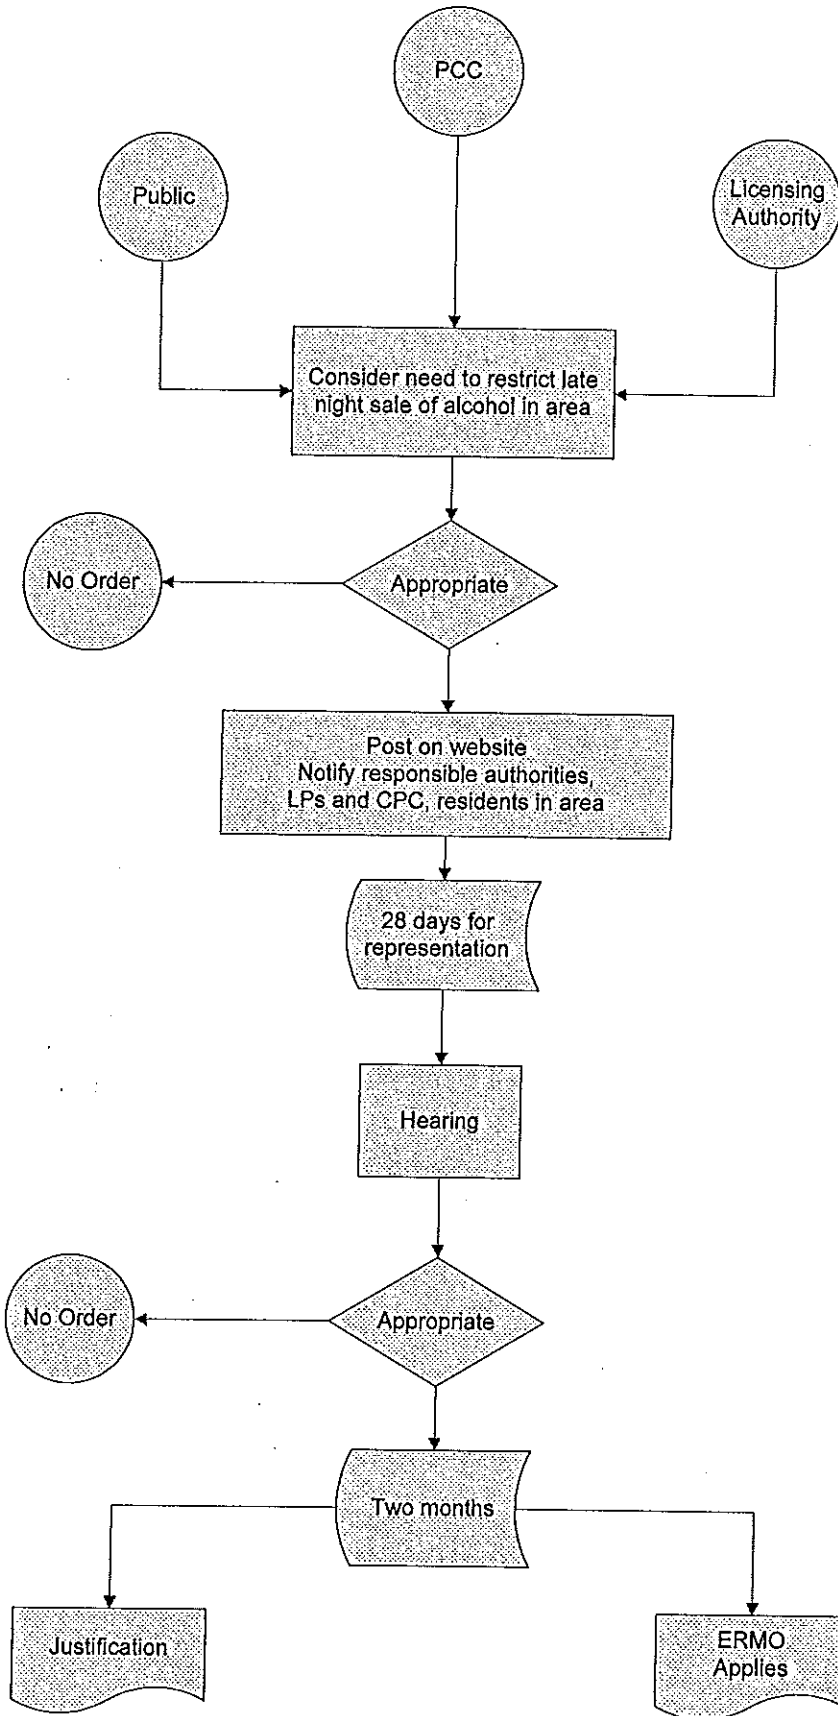 PCC
Public
Licensing
Authority
Consider need to restrict late
night sale of alcohol in area
No Order
Appropriate
Post on website
Notify responsible authorities,
LPs and CPC, residents in area
28 days for
representation
Hearing
No Order
Appropriate
Two months
Justification
ERMO
Applies